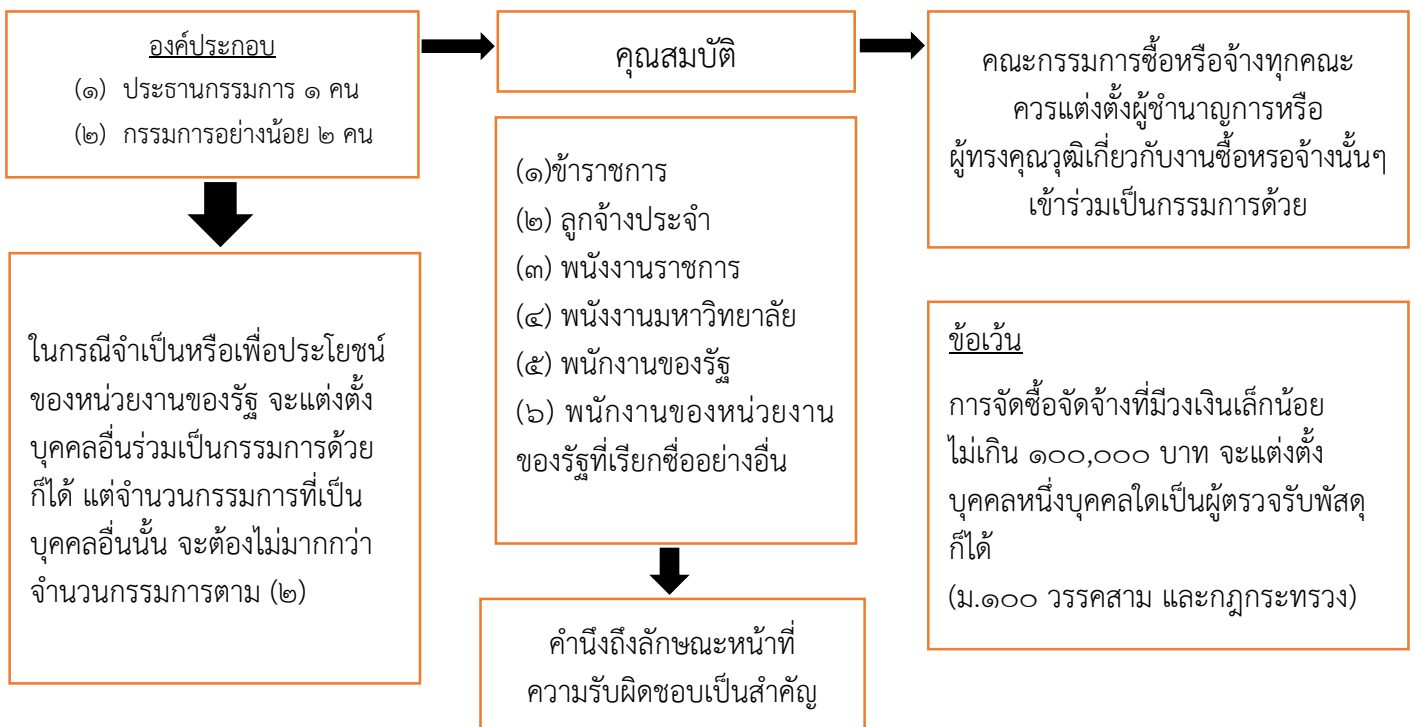 องค์ประกอบ
(๑) ประธานกรรมการ ๑ คน
(๒) กรรมการอย่างน้อย ๒ คน
ในกรณีจำเป็นหรือเพื่อประโยชน์
ของหน่วยงานของรัฐ จะแต่งตั้ง
บุคคลอื่นร่วมเป็นกรรมการด้วย
ก็ได้ แต่จำนวนกรรมการที่เป็น
บุคคลอื่นนั้น จะต้องไม่มากกว่า
จำนวนกรรมการตาม (๒)
คุณสมบัติ
(๑)ข้าราชการ
(๒) ลูกจ้างประจำ
(๓) พนังงานราชการ
(๔) พนังงานมหาวิทยาลัย
(๕) พนักงานของรัฐ
(๖) พนักงานของหน่วยงาน
ของรัฐที่เรียกซื่ออย่างอื่น
คำนึงถึงลักษณะหน้าที่
ความรับผิดชอบเป็นสำคัญ
คณะกรรมการซื้อหรือจ้างทุกคณะ
ควรแต่งตั้งผู้ชำนาญการหรือ
ผู้ทรงคุณวุฒิเกี่ยวกับงานซื้อหรอจ้างนั้นๆ
เข้าร่วมเป็นกรรมการด้วย
ข้อเว้น
การจัดซื้อจัดจ้างที่มีวงเงินเล็กน้อย
ไม่เกิน ๑๐๐,๐๐๐ บาท จะแต่งตั้ง
บุคคลหนึ่งบุคคลใดเป็นผู้ตรวจรับพัสดุ
ก็ได้
(ม.๑๐๐ วรรคสาม และกฎกระทรวง)